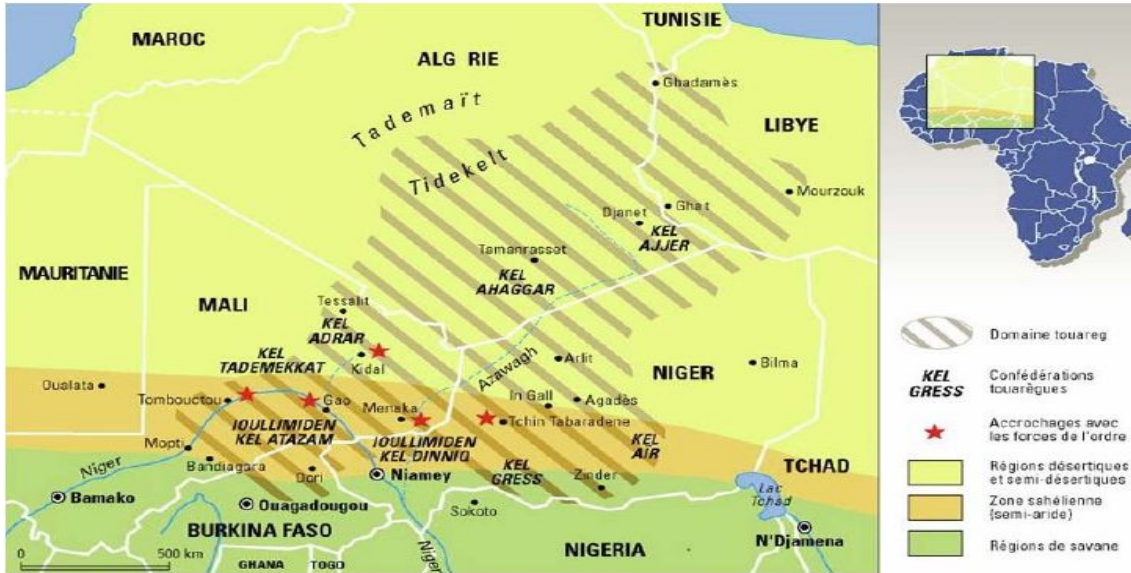 MAROC
TUNISIE
ALG RIE
Ghadamès
Tademaït
LIBYE
Tidekelt
Mourzouk
Djanet
Ghat
KEL
AJJER
Tamanrasset
KEL
AHAGGAR
MAURITANIE
MALI
Tessalit
KEL
ADRAR
Kidal
KEL
TADEMEKKAT
Azawagh
Arlit
Bilma
NIGER
Oualata
Tombouctou
Gao
Menaka
In Gall
Agadès
Tchin Tabaradene
IOULLIMIDEN
KEL ATAZAM
IOULLIMIDEN
KEL DINNIQ
KEL
AIR
Mopti
Bandiagara
Dori
Niger
Niamey
KEL
GRESS
Zinder
TCHAD
Lac
Tchad
Bamako
Ouagadougou
Sokoto
BURKINA FASO
Niger
NIGERIA
N'Djamena
0
500 km
GHANA
TOGO
Domaine touareg
KEL
GRESS
Confédérations
touarègues
Accrochages avec
les forces de l'ordre
Régions désertiques
et semi-désertiques
Zone sahélienne
(semi-aride)
Régions de savane